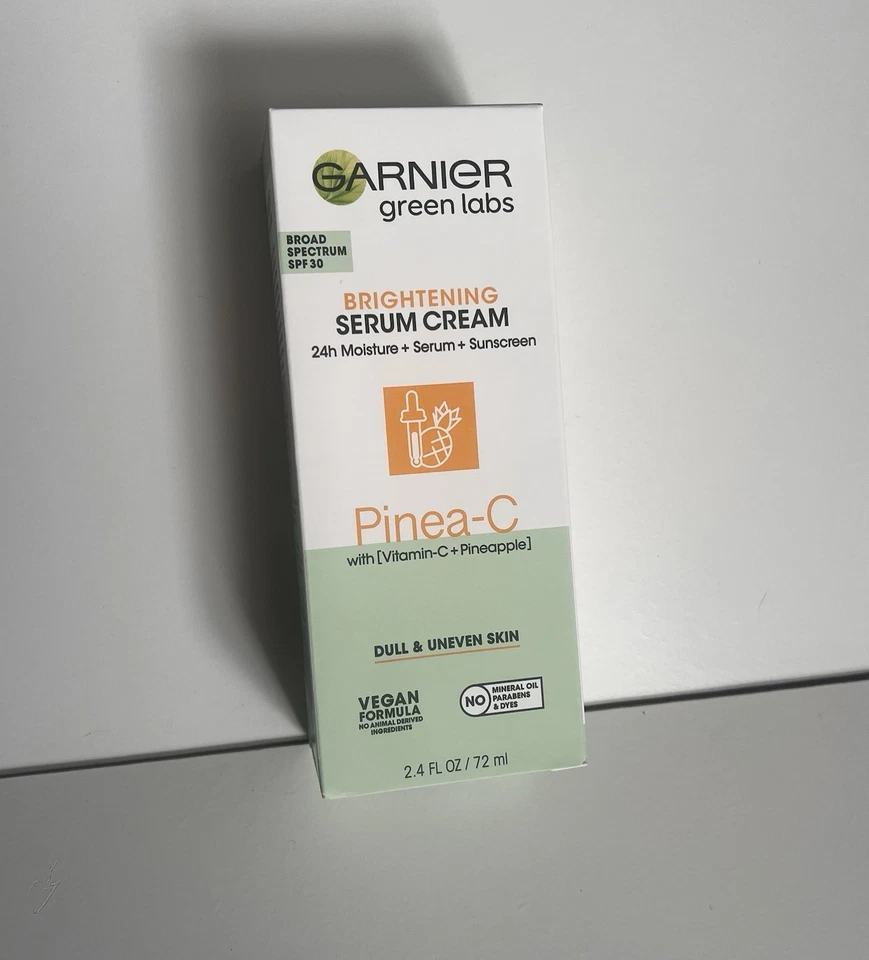 GARNIER
green labs
BROAD
SPECTRUM
SPF 30
BRIGHTENING
SERUM CREAM
24h Moisture + Serum + Sunscreen
Pinea-C
with [Vitamin-C + Pineapple]
DULL & UNEVEN SKIN
VEGAN
FORMULA
NO ANIMAL DERIVED
INGREDIENTS
NO
MINERAL OIL
PARABENS
& DYES
2.4 FL OZ / 72 ml